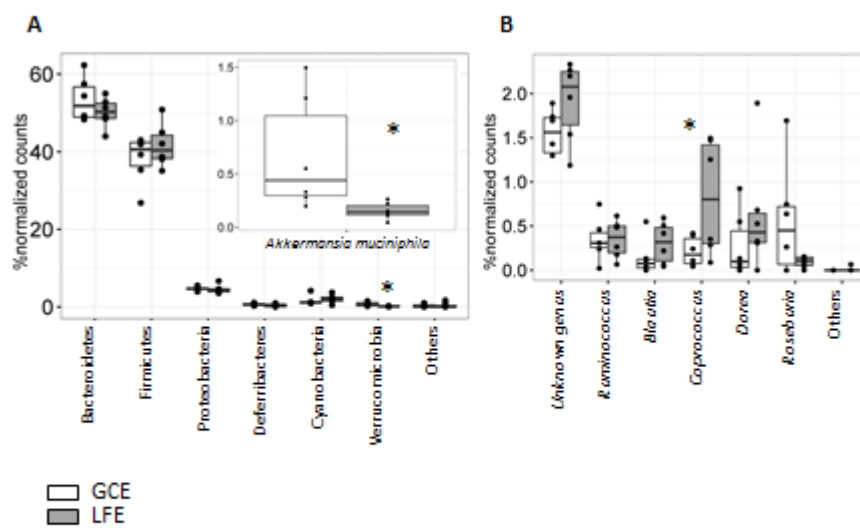 A
B
%normalized counts
60
40
20
0
1.5
1.0
0.5
0.0
*
Akkermansia muciniphila
*
Bacteroidetes
Firmicutes
Proteobacteria
Deferribacteres
Cyanobacteria
Verrucomicrobia
Others
%normalized counts
2.0
1.5
1.0
0.5
0.0
*
Unknown genus
Ruminococcus
Blautia
Coprococcus
Dorea
Roseburia
Others
GCE
LFE